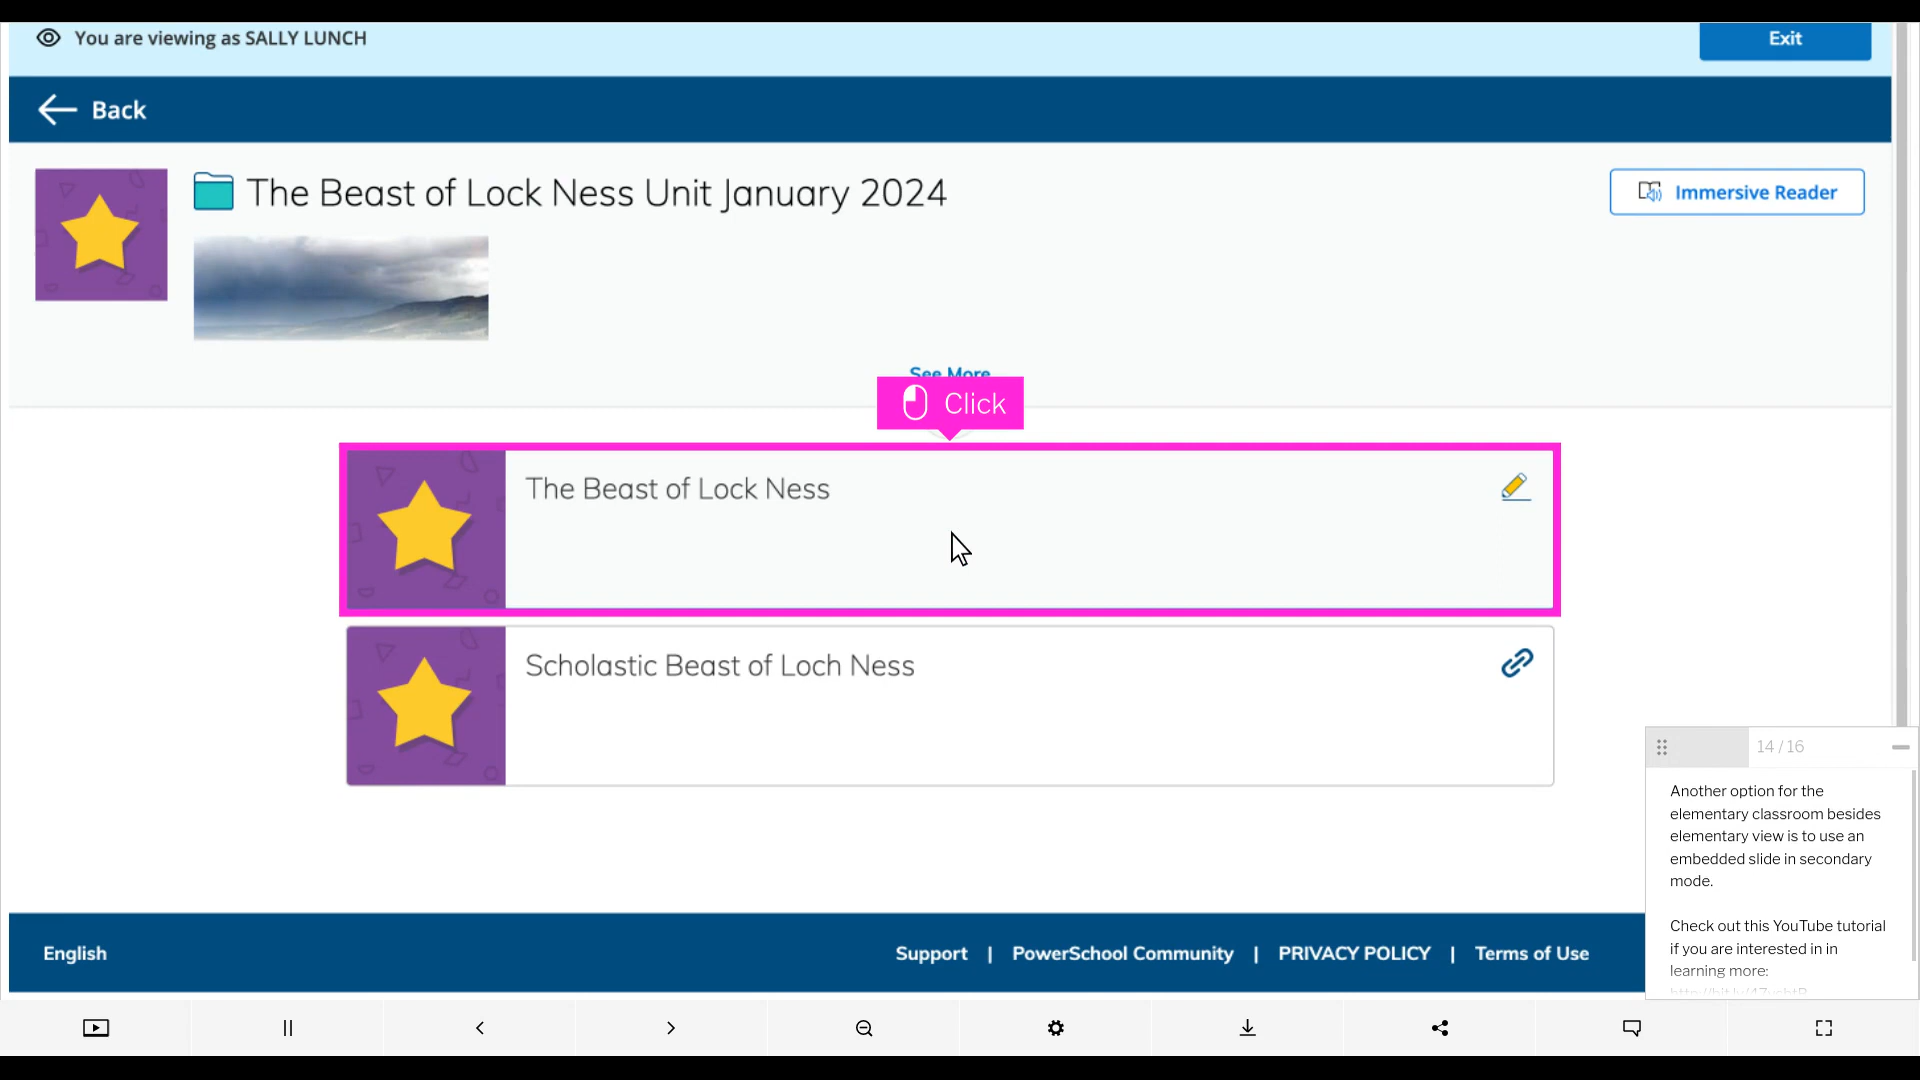 You are viewing as SALLY LUNCH
Exit
Back
The Beast of Lock Ness Unit January 2024
Immersive Reader
See More
Click
The Beast of Lock Ness
Scholastic Beast of Loch Ness
14 / 16
Another option for the
elementary classroom besides
elementary view is to use an
embedded slide in secondary
mode.
Check out this YouTube tutorial
if you are interested in in
learning more:
English
Support | PowerSchool Community | PRIVACY POLICY | Terms of Use